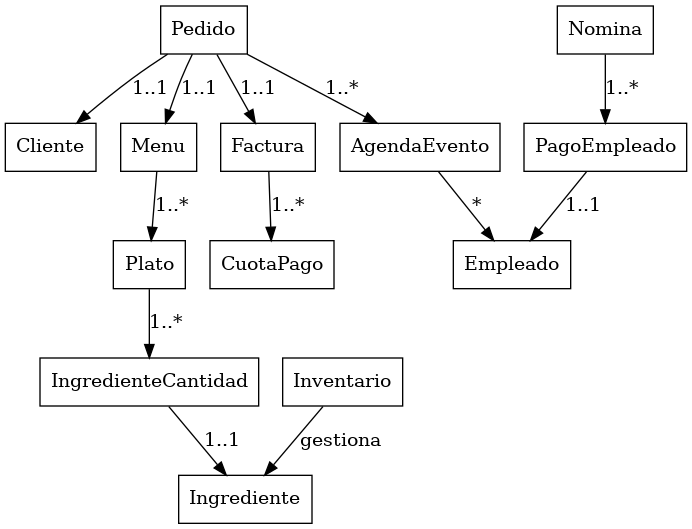 Pedido
Nomina
1..1
1..1
1..1
1..*
1..*
Cliente
Menu
Factura
AgendaEvento
PagoEmpleado
1..*
1..*
*
1..1
Plato
CuotaPago
Empleado
1..*
IngredienteCantidad
Inventario
1..1
gestiona
Ingrediente